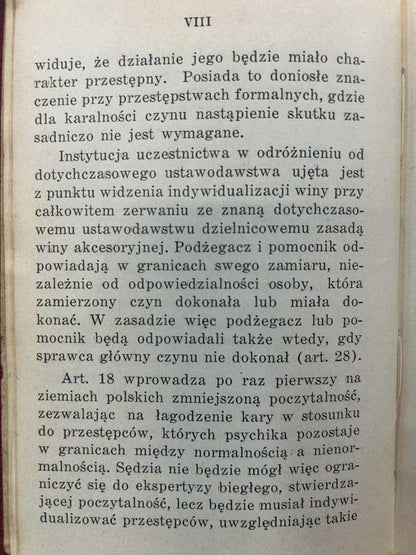 VIII
widuje, że działanie jego będzie miało cha-
rakter przestępny. Posiada to doniosłe zna-
czenie przy przestępstwach formalnych, gdzie
dla karalności czynu nastąpienie skutku za-
sadniczo nie jest wymagane.
Instytucja uczestnictwa w odróżnieniu od
dotychczasowego ustawodawstwa ujęta jest
z punktu widzenia indywidualizacji winy przy
całkowitem zerwaniu ze znaną dotychczaso-
wemu ustawodawstwu dzielnicowemu zasadą
winy akcesoryjnej. Podżegacz i pomocnik od-
powiadają w granicach swego zamiaru, nie-
zależnie od odpowiedzialności osoby, która
zamierzony czyn dokonała lub miała do-
konać. W zasadzie więc podżegacz lub po-
mocnik będą odpowiadali także wtedy, gdy
sprawca główny czynu nie dokonał (art. 28).
Art. 18 wprowadza po raz pierwszy na
ziemiach polskich zmniejszoną poczytalność,
zezwalając na łagodzenie kary w stosunku
do przestępców, których psychika pozostaje
w granicach między normalnością a nienor-
malnością. Sędzia nie będzie mógł więc ogra-
niczyć się do ekspertyzy biegłego, stwierdza-
jącej poczytalność, lecz będzie musiał indywi-
dualizować przestępców, uwzględniając takie